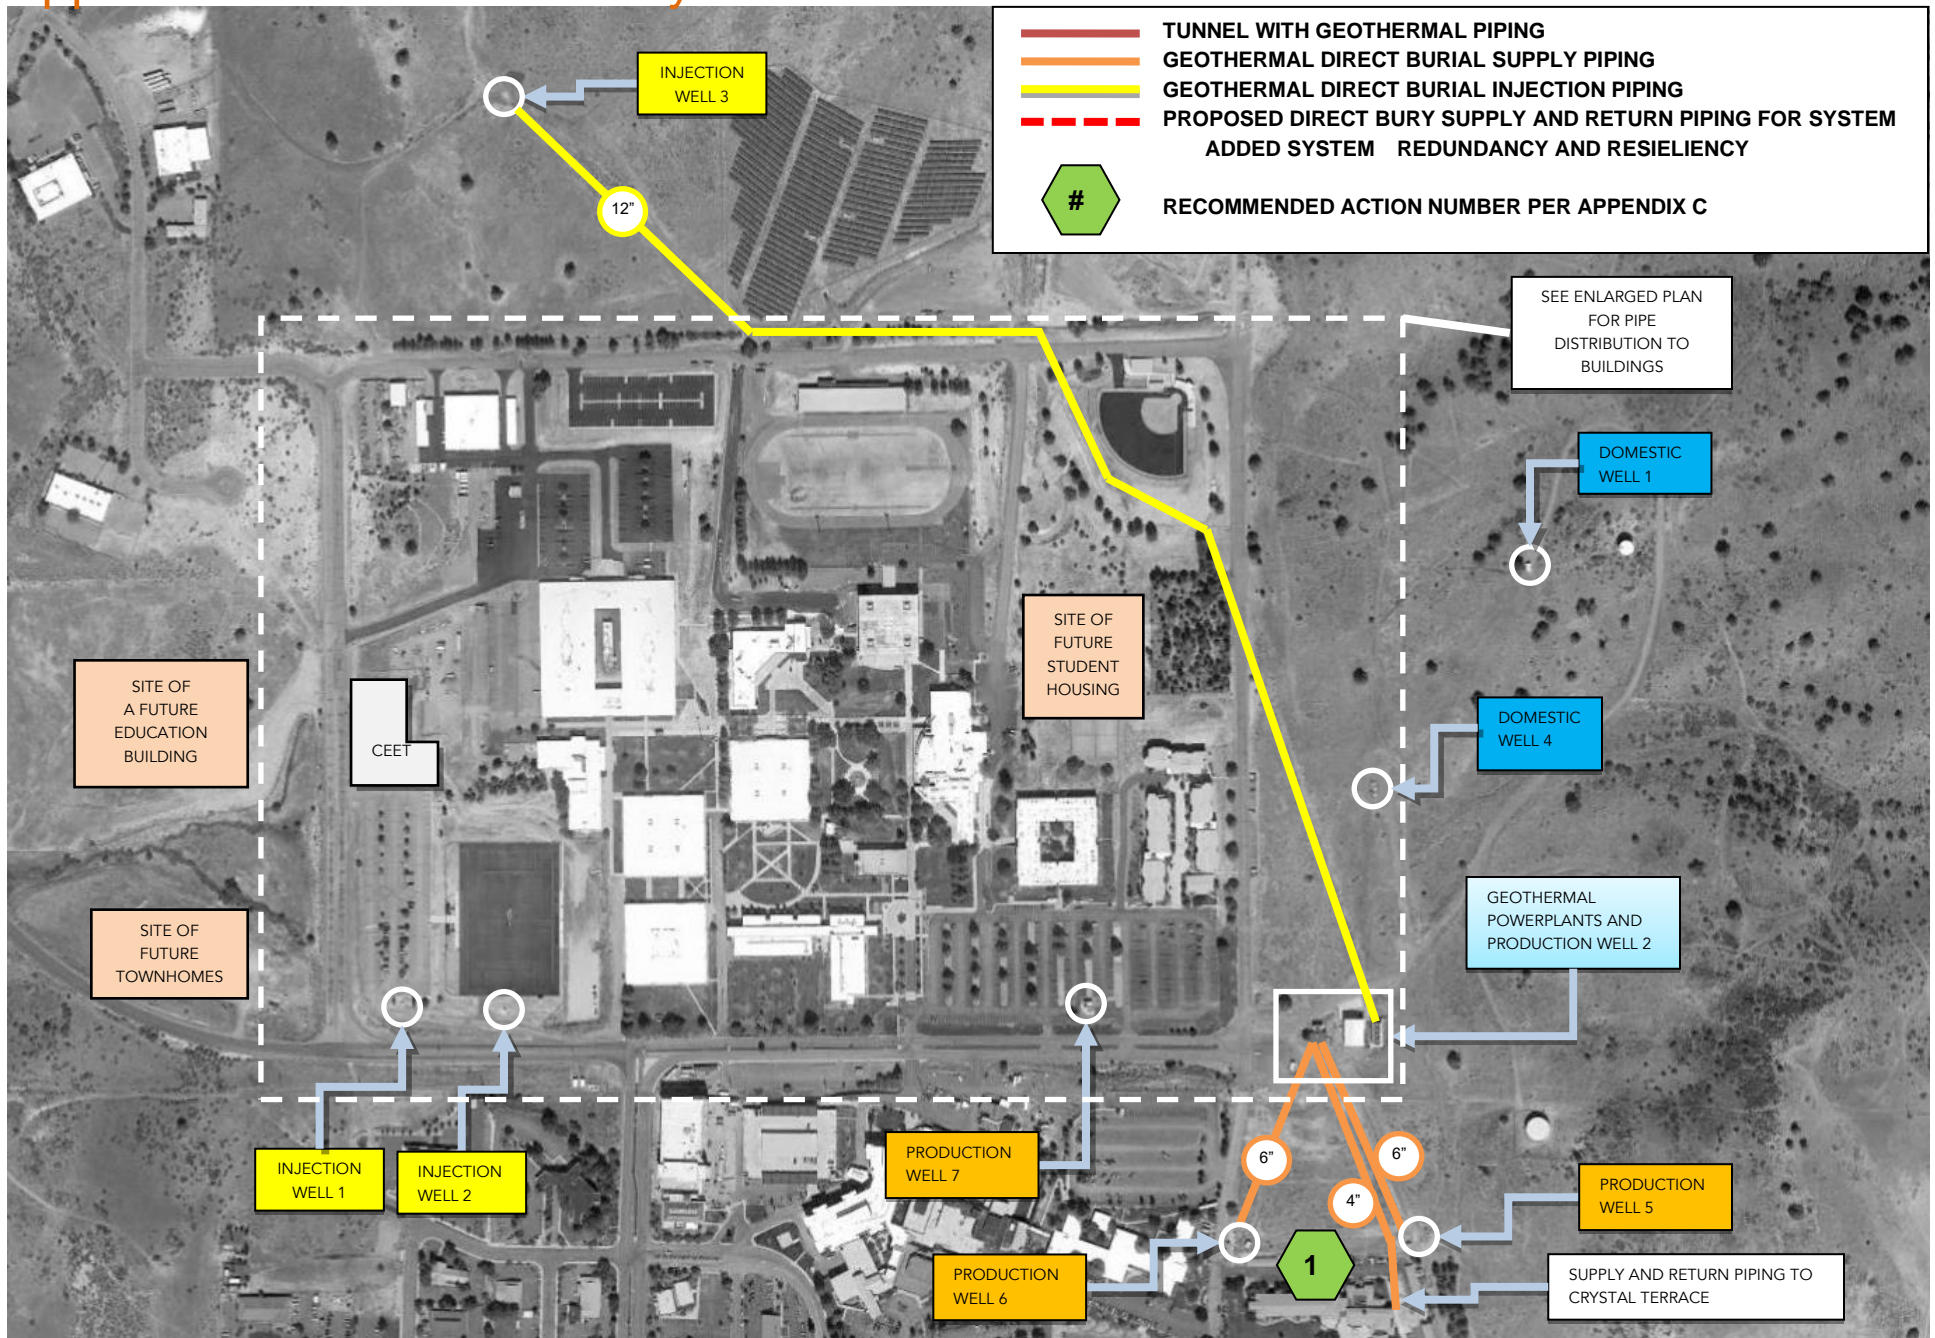 TUNNEL WITH GEOTHERMAL PIPING
GEOTHERMAL DIRECT BURIAL SUPPLY PIPING
GEOTHERMAL DIRECT BURIAL INJECTION PIPING
PROPOSED DIRECT BURY SUPPLY AND RETURN PIPING FOR SYSTEM
ADDED SYSTEM REDUNDANCY AND RESIELIENCY
#
RECOMMENDED ACTION NUMBER PER APPENDIX C
INJECTION
WELL 3
12”
SEE ENLARGED PLAN
FOR PIPE
DISTRIBUTION TO
BUILDINGS
DOMESTIC
WELL 1
SITE OF
FUTURE
STUDENT
HOUSING
SITE OF
A FUTURE
EDUCATION
BUILDING
CEET
DOMESTIC
WELL 4
GEOTHERMAL
POWERPLANTS AND
PRODUCTION WELL 2
SITE OF
FUTURE
TOWNHOMES
INJECTION
WELL 1
INJECTION
WELL 2
PRODUCTION
WELL 7
6”
6”
4”
PRODUCTION
WELL 5
1
PRODUCTION
WELL 6
SUPPLY AND RETURN PIPING TO
CRYSTAL TERRACE